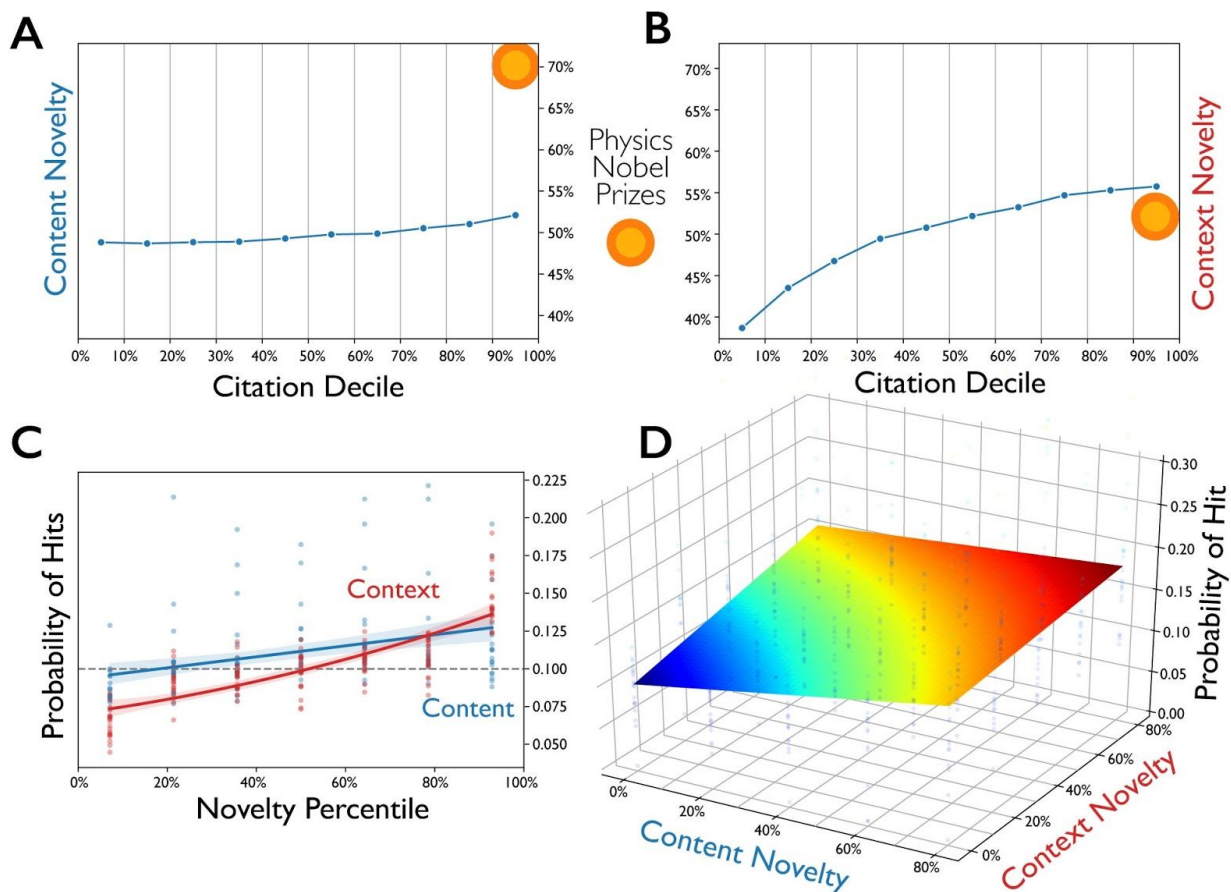 A
Content Novelty
70%
65%
60%
55%
50%
45%
40%
0% 10% 20% 30% 40% 50% 60% 70% 80% 90% 100%
Citation Decile
Physics
Nobel
Prizes
B
70%
65%
60%
55%
50%
45%
40%
Context Novelty
0% 10% 20% 30% 40% 50% 60% 70% 80% 90% 100%
Citation Decile
C
Probability of Hits
0.225
0.200
0.175
0.150
0.125
0.100
0.075
0.050
Context
Content
0% 20% 40% 60% 80% 100%
Novelty Percentile
D
0.30
0.25
0.20
0.15
0.10
0.05
0.00
Probability of Hit
80%
60%
40%
20%
0%
Context Novelty
0% 20% 40% 60% 80%
Content Novelty